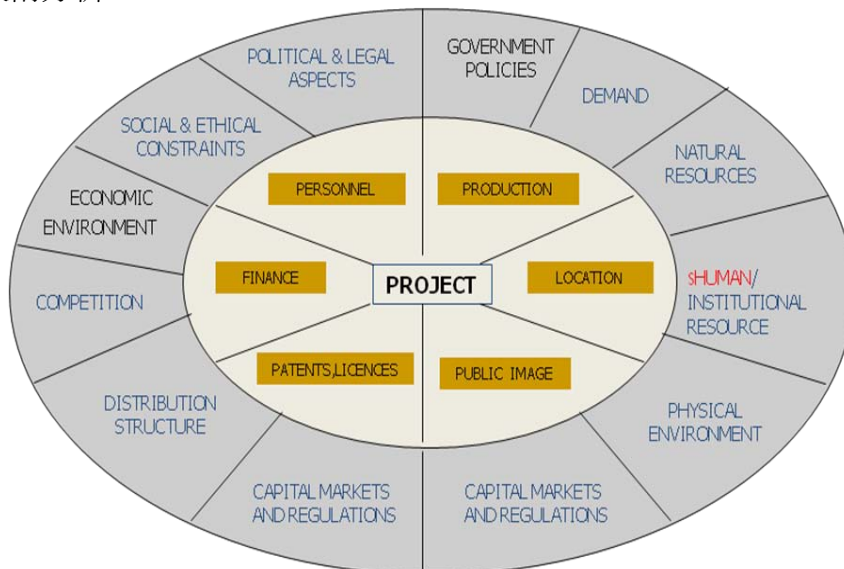 POLITICAL & LEGAL
ASPECTS
GOVERNMENT
POLICIES
DEMAND
SOCIAL & ETHICAL
CONSTRAINTS
NATURAL
RESOURCES
PERSONNEL
PRODUCTION
ECONOMIC
ENVIRONMENT
FINANCE
PROJECT
LOCATION
sHUMAN/
INSTITUTIONAL
RESOURCE
COMPETITION
PATENTS,LICENCES
PUBLIC IMAGE
DISTRIBUTION
STRUCTURE
PHYSICAL
ENVIRONMENT
CAPITAL MARKETS
AND REGULATIONS
CAPITAL MARKETS
AND REGULATIONS